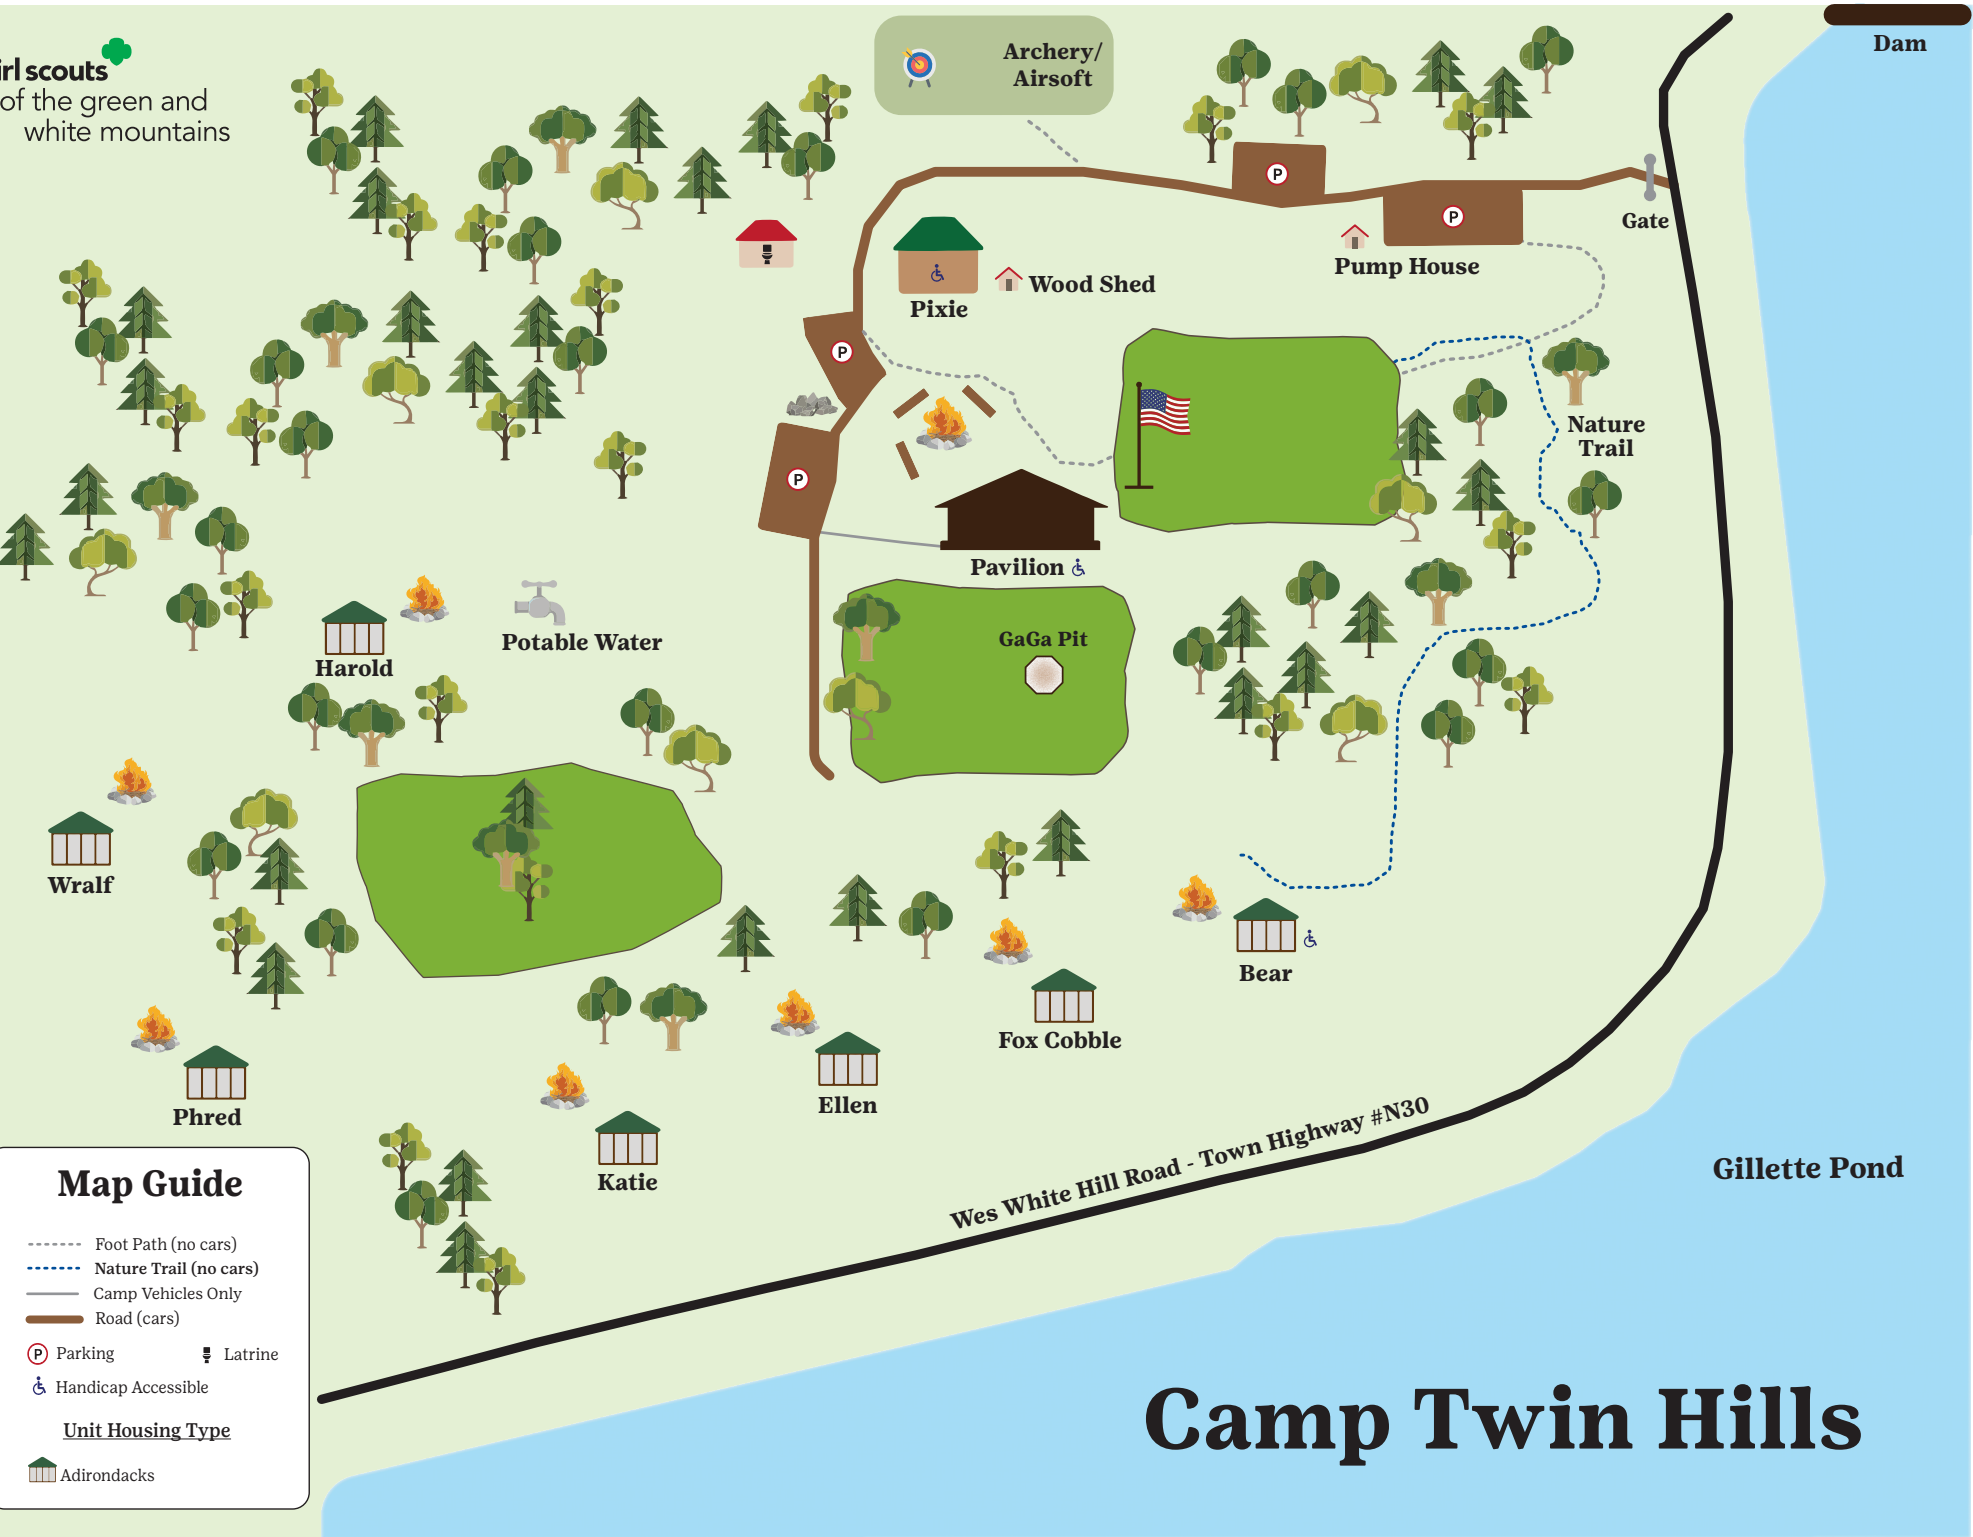 irl scouts
of the green and
white mountains
Archery/
Airsoft
Dam
P
P
Gate
Pump House
Pixie
Wood Shed
P
Nature
Trail
P
Pavilion
GaGa Pit
Harold
Potable Water
Wralf
Bear
Fox Cobble
Phred
Ellen
Katie
Wes White Hill Road - Town Highway #N30
Gillette Pond
Map Guide
Foot Path (no cars)
Nature Trail (no cars)
Camp Vehicles Only
Road (cars)
P Parking
Latrine
Handicap Accessible
Unit Housing Type
Adirondacks
Camp Twin Hills